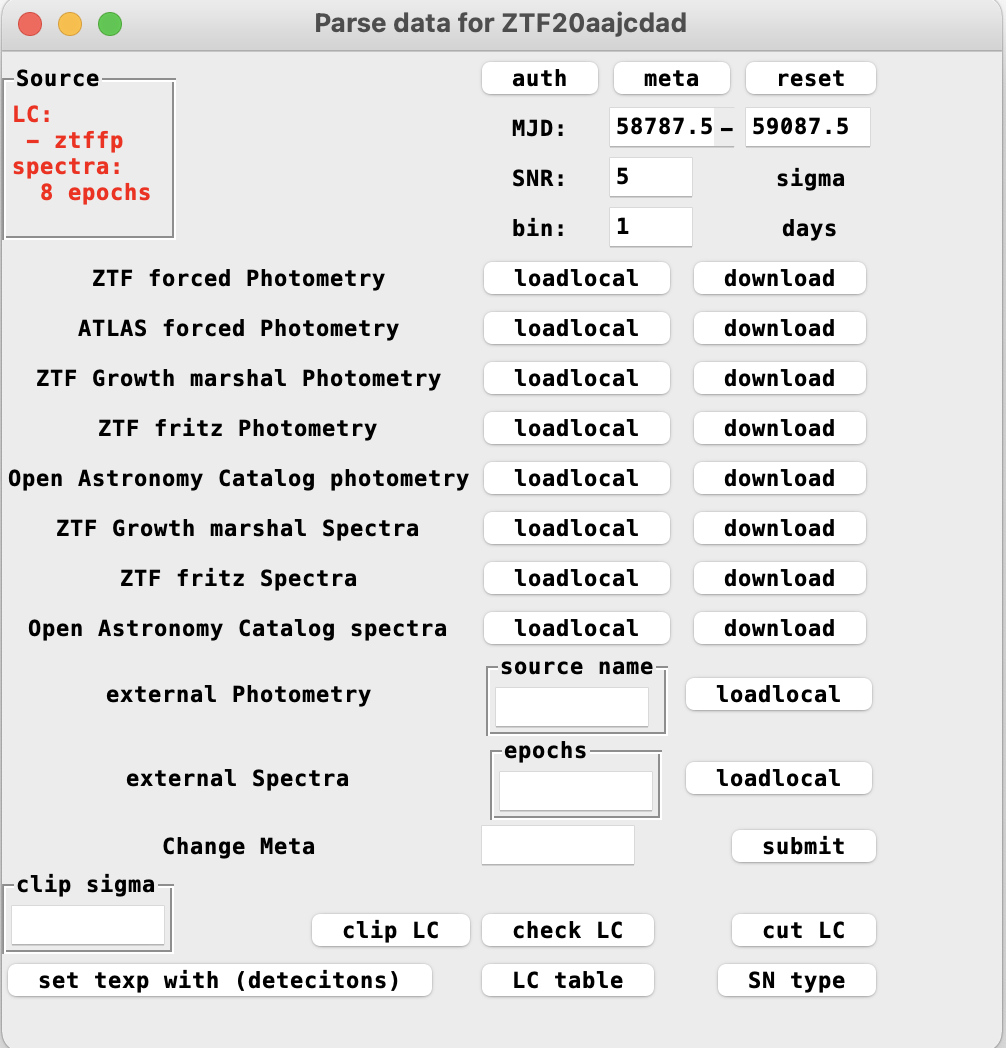 Parse data for ZTF20aajcdad
Source
LC:
- ztffp
spectra:
8 epochs
auth meta reset
MJD: 58787.5 - 59087.5
SNR: 5 sigma
bin: 1 days
ZTF forced Photometry loadlocal download
ATLAS forced Photometry loadlocal download
ZTF Growth marshal Photometry loadlocal download
ZTF fritz Photometry loadlocal download
Open Astronomy Catalog photometry loadlocal download
ZTF Growth marshal Spectra loadlocal download
ZTF fritz Spectra loadlocal download
Open Astronomy Catalog spectra loadlocal download
source name
external Photometry loadlocal
epochs
external Spectra loadlocal
Change Meta submit
clip sigma
clip LC check LC cut LC
set texp with (detecitons) LC table SN type